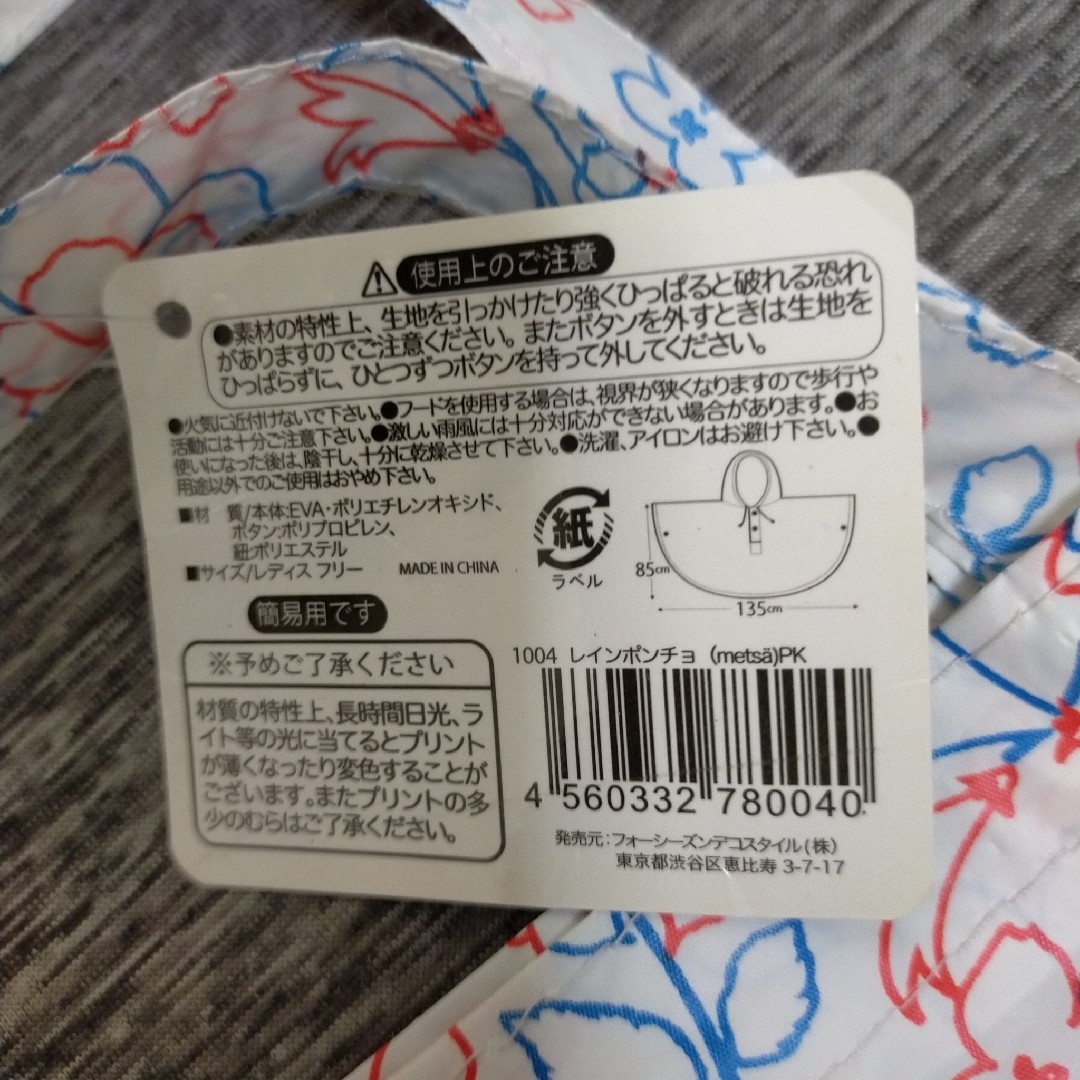 使用上のご注意
●素材の特性上、生地を引っかけたり強くひっぱると破れる恐れ
がありますのでご注意ください。またボタンを外すときは生地を
ひっぱらずに、ひとつずつボタンを持って外してください。
●火気に近付けないで下さい。●フードを使用する場合は、視界が狭くなりますので歩行や
活動には十分ご注意下さい。●激しい雨風には十分対応ができない場合があります。●お
使いになった後は、陰干し、十分に乾燥させて下さい。●洗濯、アイロンはお避け下さい。●
用途以外でのご使用はおやめ下さい。
■材 質/本体:EVA・ポリエチレンオキシド、
ボタン:ポリプロピレン、
紐:ポリエステル
■サイズ/レディス フリー MADE IN CHINA
紙
ラベル
85cm
135cm
簡易用です
※予めご了承ください
材質の特性上、長時間日光、ラ
イト等の光に当てるとプリント
が薄くなったり変色することが
ございます。またプリントの多
少のむらはご了承ください。
1004 レインポンチョ (metsä)PK
4 560332 780040
発売元:フォーシーズンデコスタイル(株)
東京都渋谷区恵比寿 3-7-17